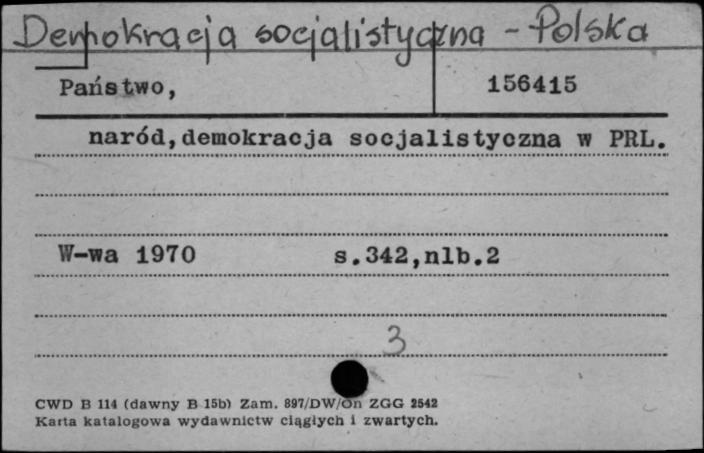 Demokracja socjalistyczna - Polska
Państwo, 156415
naród, demokracja socjalistyczna w PRL.
W-wa 1970 s.342,nlb.2
3
CWD B 114 (dawny B 15b) Zam. 897/DW/On ZGG 2542
Karta katalogowa wydawnictw ciągłych i zwartych.